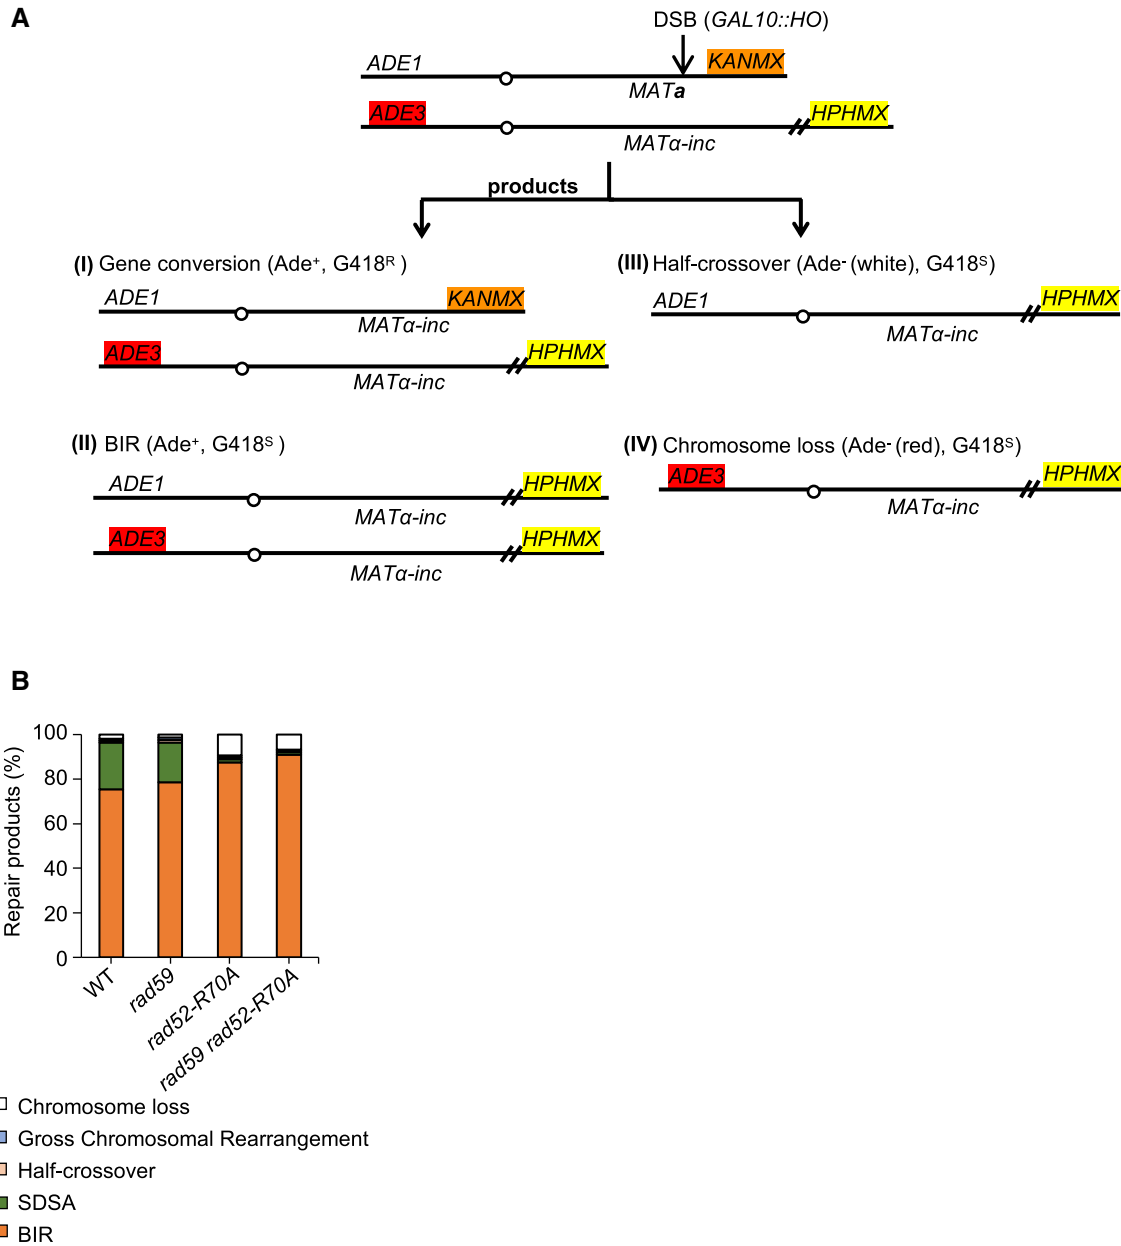 A
DSB (GAL10::HO)
ADE1
KANMX
MATa
ADE3
HPHMX
MATα-inc
products
(I) Gene conversion (Ade⁺, G418ᴿ )
ADE1
KANMX
MATα-inc
ADE3
HPHMX
MATα-inc
(III) Half-crossover (Ade⁻ (white), G418ˢ)
ADE1
HPHMX
MATα-inc
(II) BIR (Ade⁺, G418ˢ )
ADE1
HPHMX
MATα-inc
ADE3
HPHMX
MATα-inc
(IV) Chromosome loss (Ade⁻ (red), G418ˢ)
ADE3
HPHMX
MATα-inc
B
Repair products (%)
100
80
60
40
20
0
WT
rad59
rad52-R70A
rad59 rad52-R70A
Chromosome loss
Gross Chromosomal Rearrangement
Half-crossover
SDSA
BIR